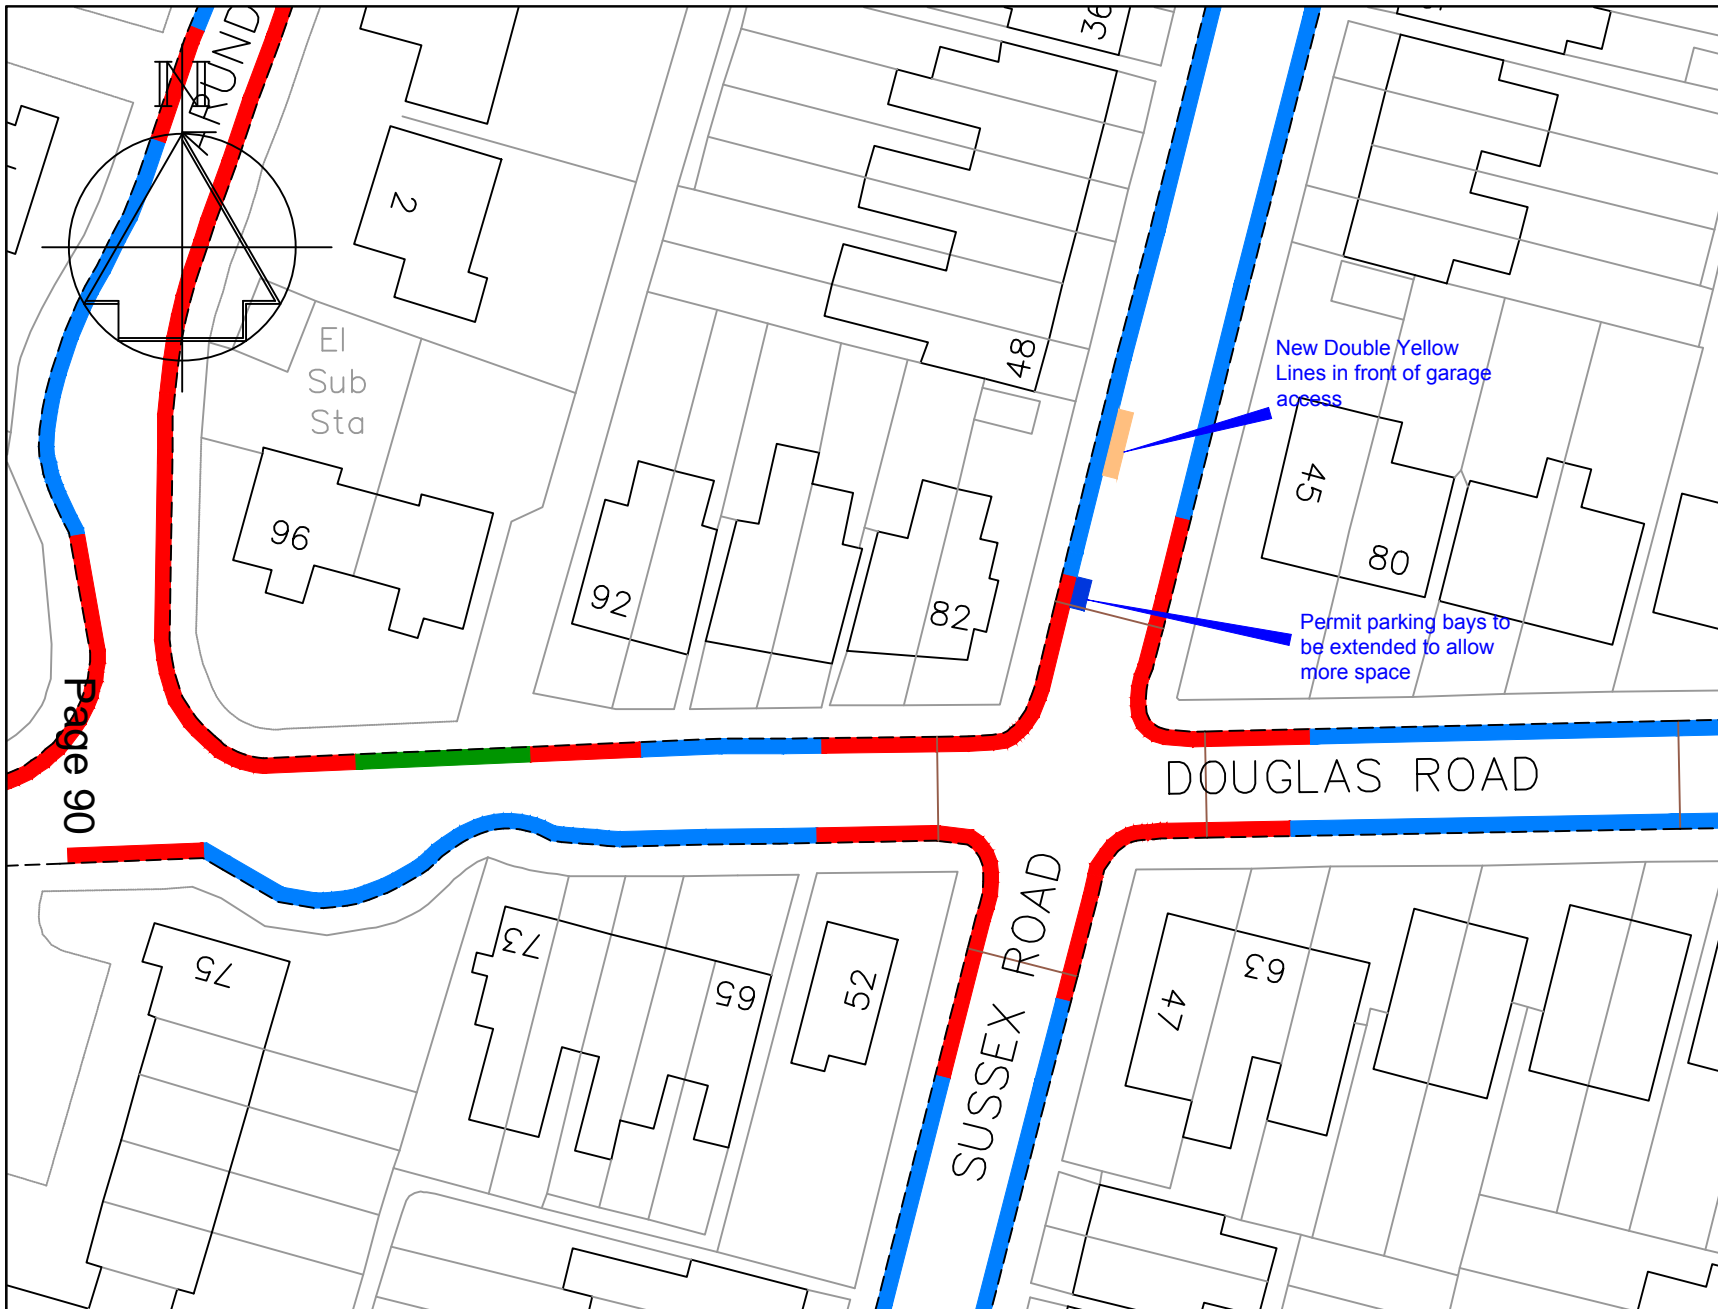 36
ARUND
N
2
El
Sub
Sta
48
New Double Yellow
Lines in front of garage
access
45
80
96
92
82
Permit parking bays to
be extended to allow
more space
Page 90
DOUGLAS ROAD
SUSSEX ROAD
75
73
65
52
47
63